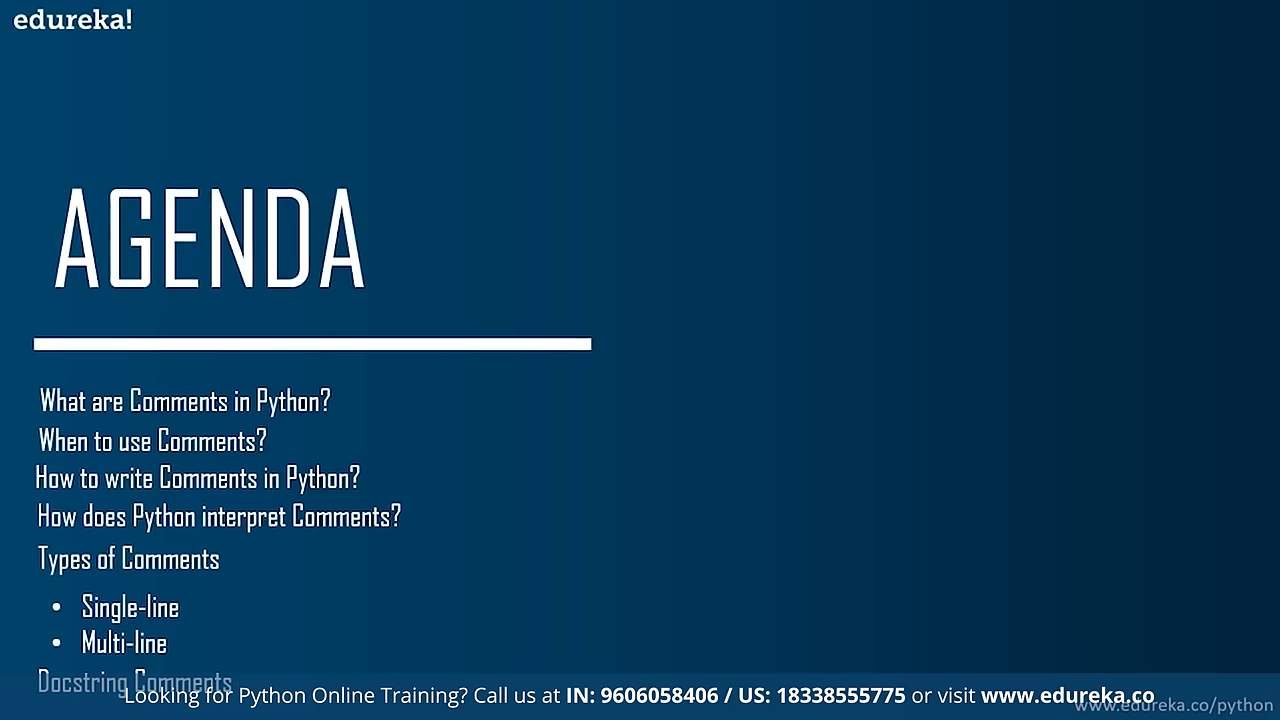 edureka!
AGENDA
What are Comments in Python?
When to use Comments?
How to write Comments in Python?
How does Python interpret Comments?
Types of Comments
• Single-line
• Multi-line
Docstring Comments
Looking for Python Online Training? Call us at IN: 9606058406 / US: 18338555775 or visit www.edureka.co
www.edureka.co/python